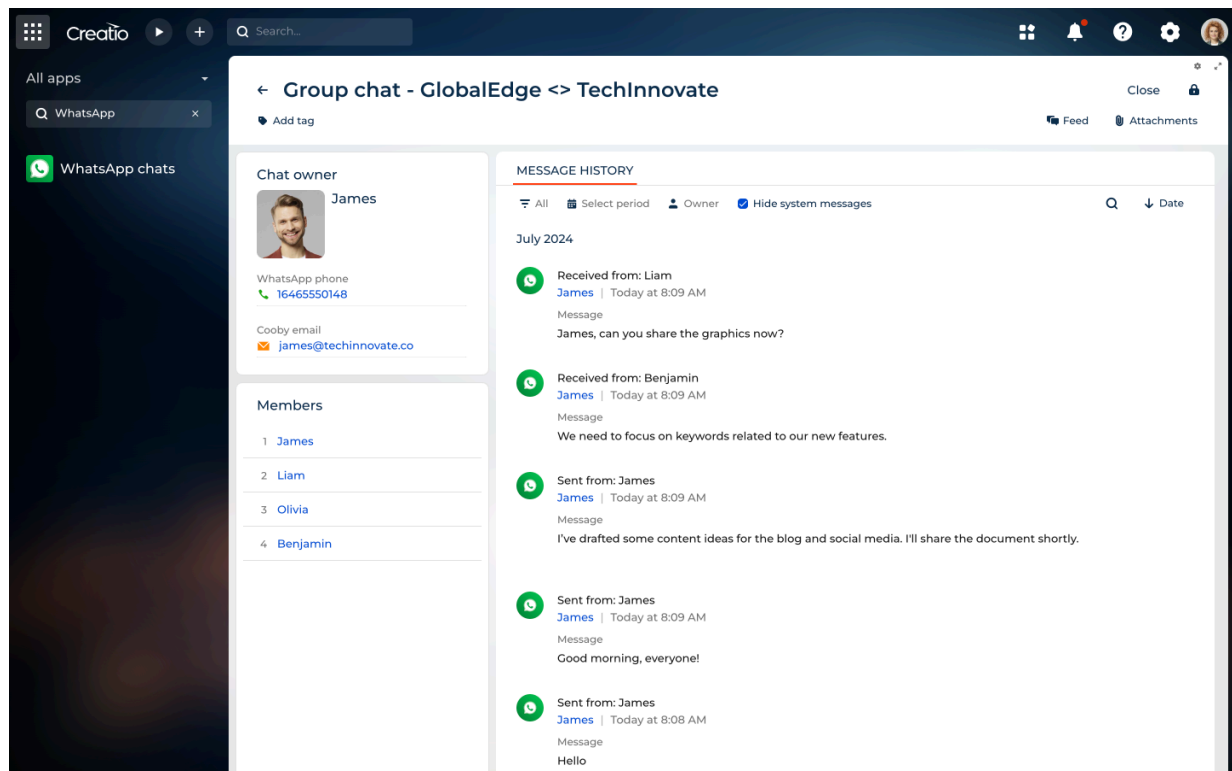 Creatio
Search...
All apps
WhatsApp x
WhatsApp chats
Group chat - GlobalEdge <> TechInnovate
Close
Add tag
Feed
Attachments
Chat owner
James
WhatsApp phone
16465550148
Cooby email
james@techinnovate.co
Members
1 James
2 Liam
3 Olivia
4 Benjamin
MESSAGE HISTORY
All Select period Owner Hide system messages Date
July 2024
Received from: Liam
James | Today at 8:09 AM
Message
James, can you share the graphics now?
Received from: Benjamin
James | Today at 8:09 AM
Message
We need to focus on keywords related to our new features.
Sent from: James
James | Today at 8:09 AM
Message
I've drafted some content ideas for the blog and social media. I'll share the document shortly.
Sent from: James
James | Today at 8:09 AM
Message
Good morning, everyone!
Sent from: James
James | Today at 8:08 AM
Message
Hello